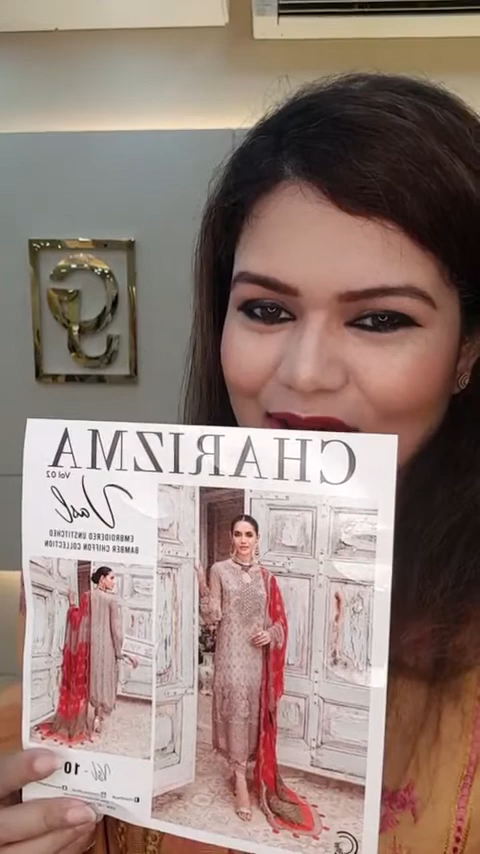 CHARIZMA
Vol 02
Vasl
EMBROIDERED UNSTITCHED
BAMBER CHIFFON COLLECTION
Vsl - 10